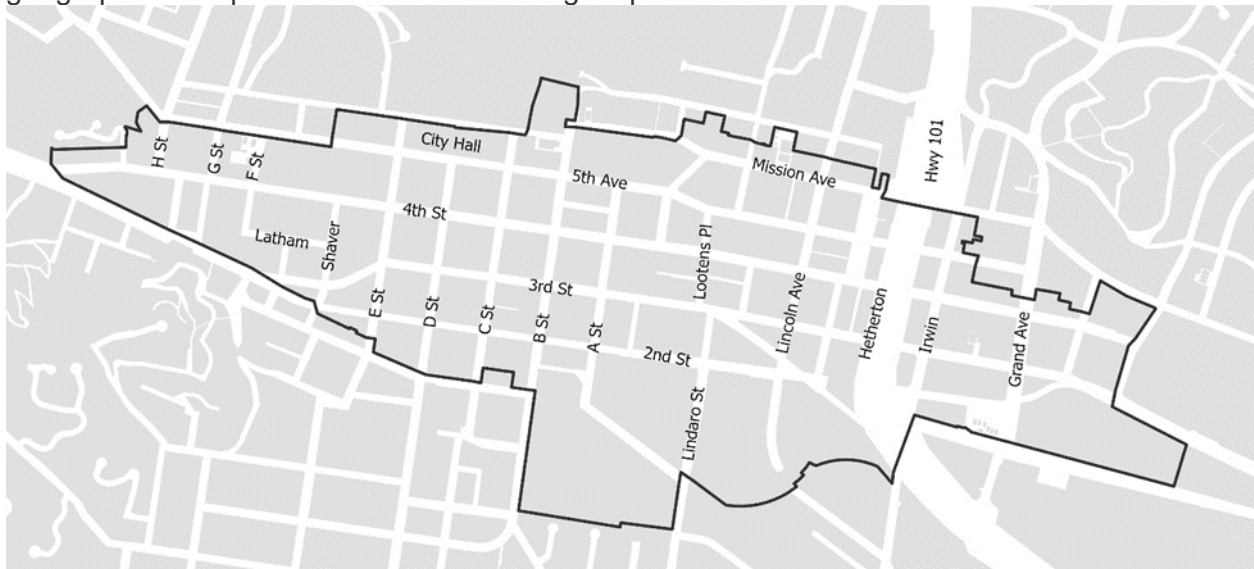 City Hall
H St
G St
F St
5th Ave
Mission Ave
Hwy 101
4th St
Latham
Shaver
Lootens Pl
3rd St
E St
D St
C St
B St
A St
2nd St
Lincoln Ave
Hetherton
Irwin
Grand Ave
Lindaro St